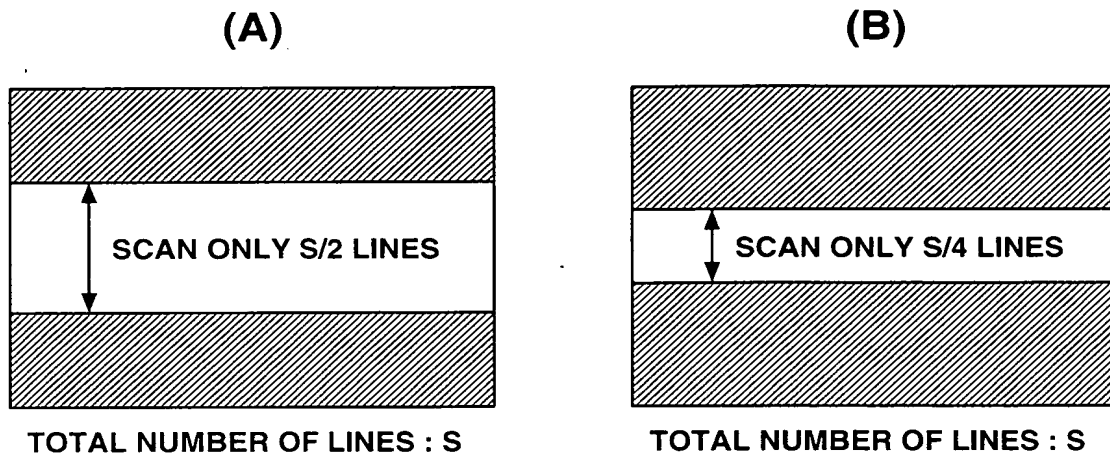 (A)
SCAN ONLY S/2 LINES
TOTAL NUMBER OF LINES : S
(B)
SCAN ONLY S/4 LINES
TOTAL NUMBER OF LINES : S